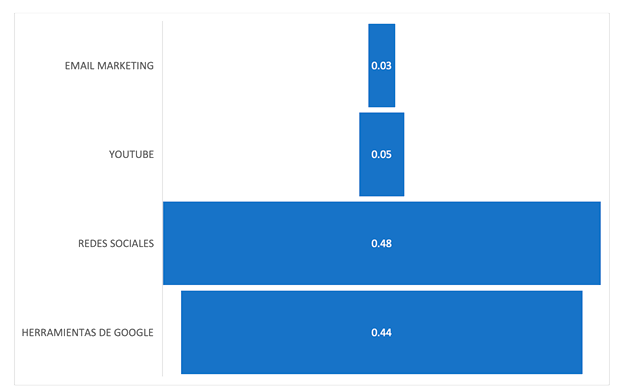 EMAIL MARKETING
0.03
YOUTUBE
0.05
REDES SOCIALES
0.48
HERRAMIENTAS DE GOOGLE
0.44